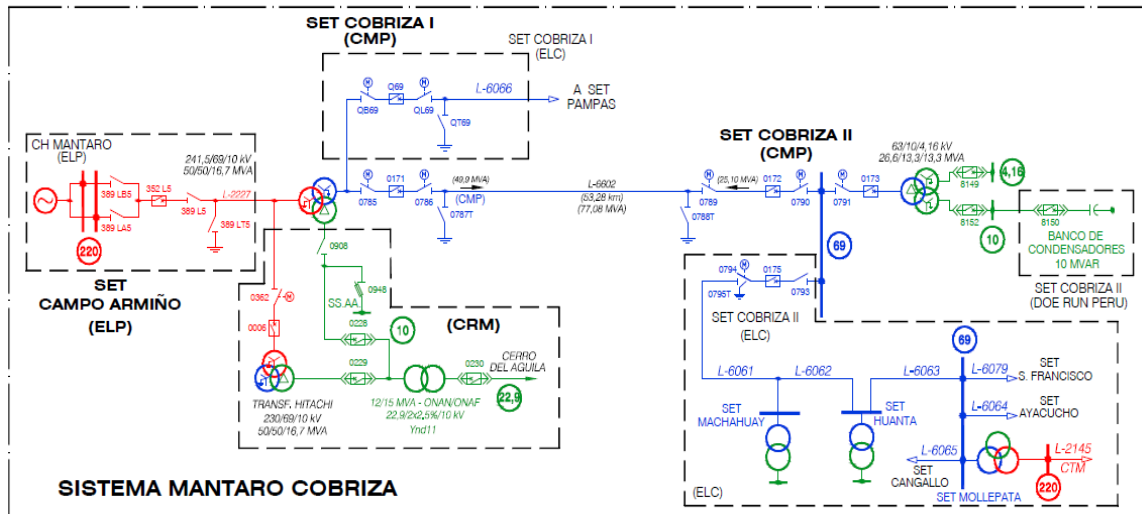 SET COBRIZA I
(CMP)
SET COBRIZA I
(ELC)
Q69
QB69
QL69
QT69
L-6066
A SET
PAMPAS
CH MANTARO
(ELP)
241,5/69/10 kV
50/50/16,7 MVA
389 LB5
389 LA5
352 L5
389 L5
L-2227
389 LT5
220
SET
CAMPO ARMIÑO
(ELP)
0171
0785
0786
0787T
(49,9 MVA)
(CMP)
L-6602
(53,28 km)
(77,08 MVA)
SET COBRIZA II
(CMP)
(25,10 MVA)
0172
0789
0790
0788T
0173
0791
63/10/4,16 kV
26,6/13,3/13,3 MVA
8149
4,16
8152
8150
10
BANCO DE
CONDENSADORES
10 MVAR
SET COBRIZA II
(DOE RUN PERU)
69
0794
0175
0795T
0793
SET COBRIZA II
(ELC)
0908
0948
SS.AA.
0362
0006
0228
10
(CRM)
0229
0230
CERRO
DEL AGUILA
22,9
TRANSF. HITACHI
230/69/10 kV
50/50/16,7 MVA
12/15 MVA - ONAN/ONAF
22,9/2x2,5%/10 kV
Ynd11
L-6061
L-6062
L-6063
69
L-6079
SET
S. FRANCISCO
L-6064
SET
AYACUCHO
SET
MACHAHUAY
SET
HUANTA
L-6065
SET
CANGALLO
L-2145
CTM
220
SET MOLLEPATA
(ELC)
SISTEMA MANTARO COBRIZA